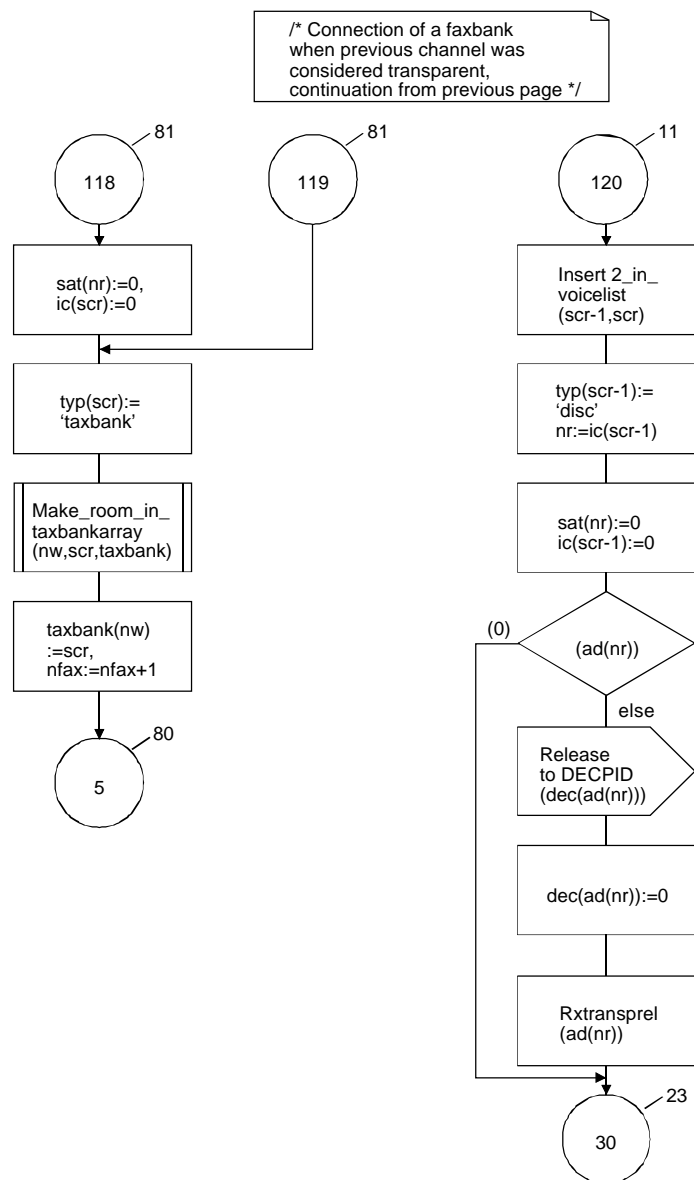 /* Connection of a faxbank
when previous channel was
considered transparent,
continuation from previous page */
81
118
sat(nr):=0,
ic(scr):=0
81
119
typ(scr):=
‘taxbank’
Make_room_in_
taxbankarray
(nw,scr,taxbank)
taxbank(nw)
:=scr,
nfax:=nfax+1
80
5
11
120
Insert 2_in_
voicelist
(scr-1,scr)
typ(scr-1):=
‘disc’
nr:=ic(scr-1)
sat(nr):=0
ic(scr-1):=0
(0)
(ad(nr))
else
Release
to DECPID
(dec(ad(nr)))
dec(ad(nr)):=0
Rxtransprel
(ad(nr))
23
30